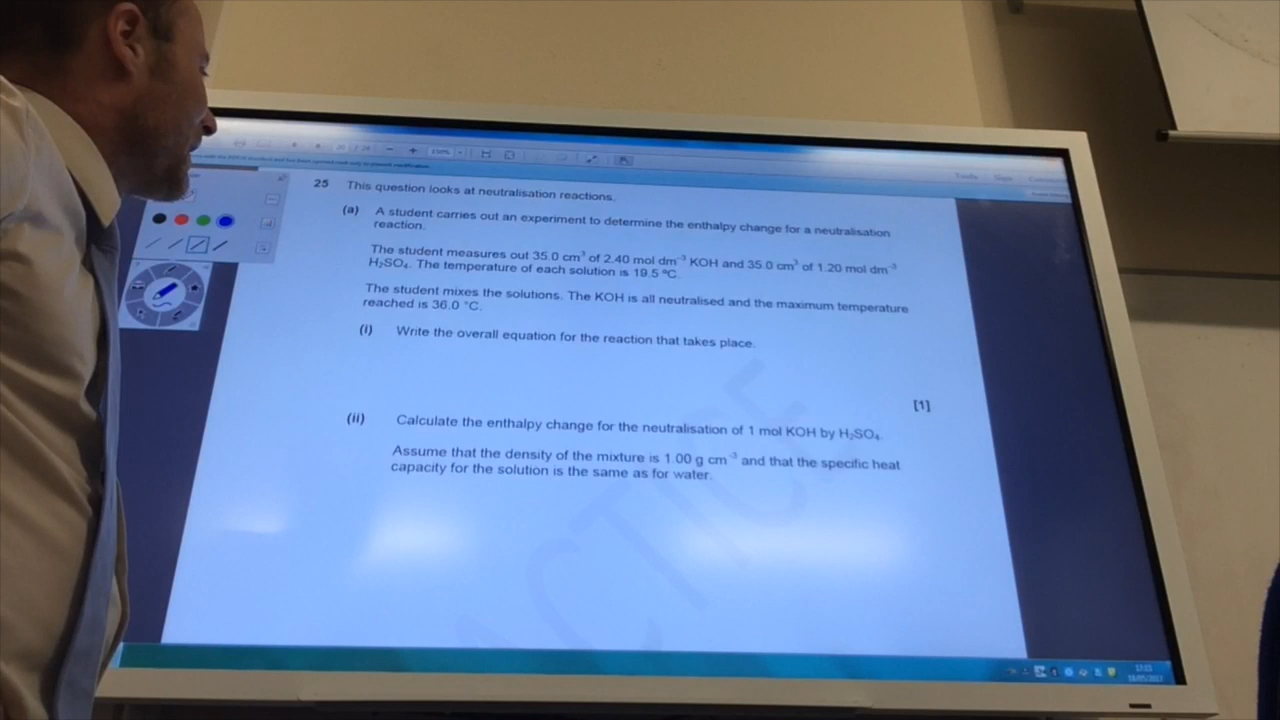 150%
Tools
25 This question looks at neutralisation reactions.
(a) A student carries out an experiment to determine the enthalpy change for a neutralisation
reaction.
The student measures out 35.0 cm³ of 2.40 mol dm⁻³ KOH and 35.0 cm³ of 1.20 mol dm⁻³
H₂SO₄. The temperature of each solution is 19.5 °C.
The student mixes the solutions. The KOH is all neutralised and the maximum temperature
reached is 36.0 °C.
(i) Write the overall equation for the reaction that takes place.
[1]
(ii) Calculate the enthalpy change for the neutralisation of 1 mol KOH by H₂SO₄.
Assume that the density of the mixture is 1.00 g cm⁻³ and that the specific heat
capacity for the solution is the same as for water.
ACTICE